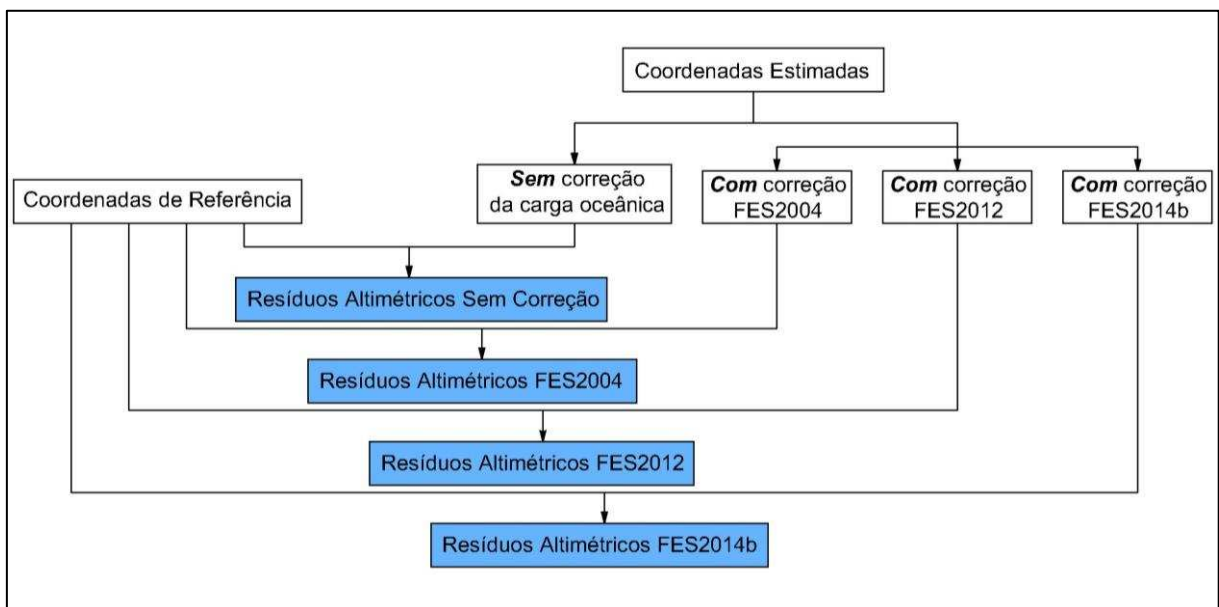 Coordenadas Estimadas
Coordenadas de Referência
Sem correção
da carga oceânica
Com correção
FES2004
Com correção
FES2012
Com correção
FES2014b
Resíduos Altimétricos Sem Correção
Resíduos Altimétricos FES2004
Resíduos Altimétricos FES2012
Resíduos Altimétricos FES2014b